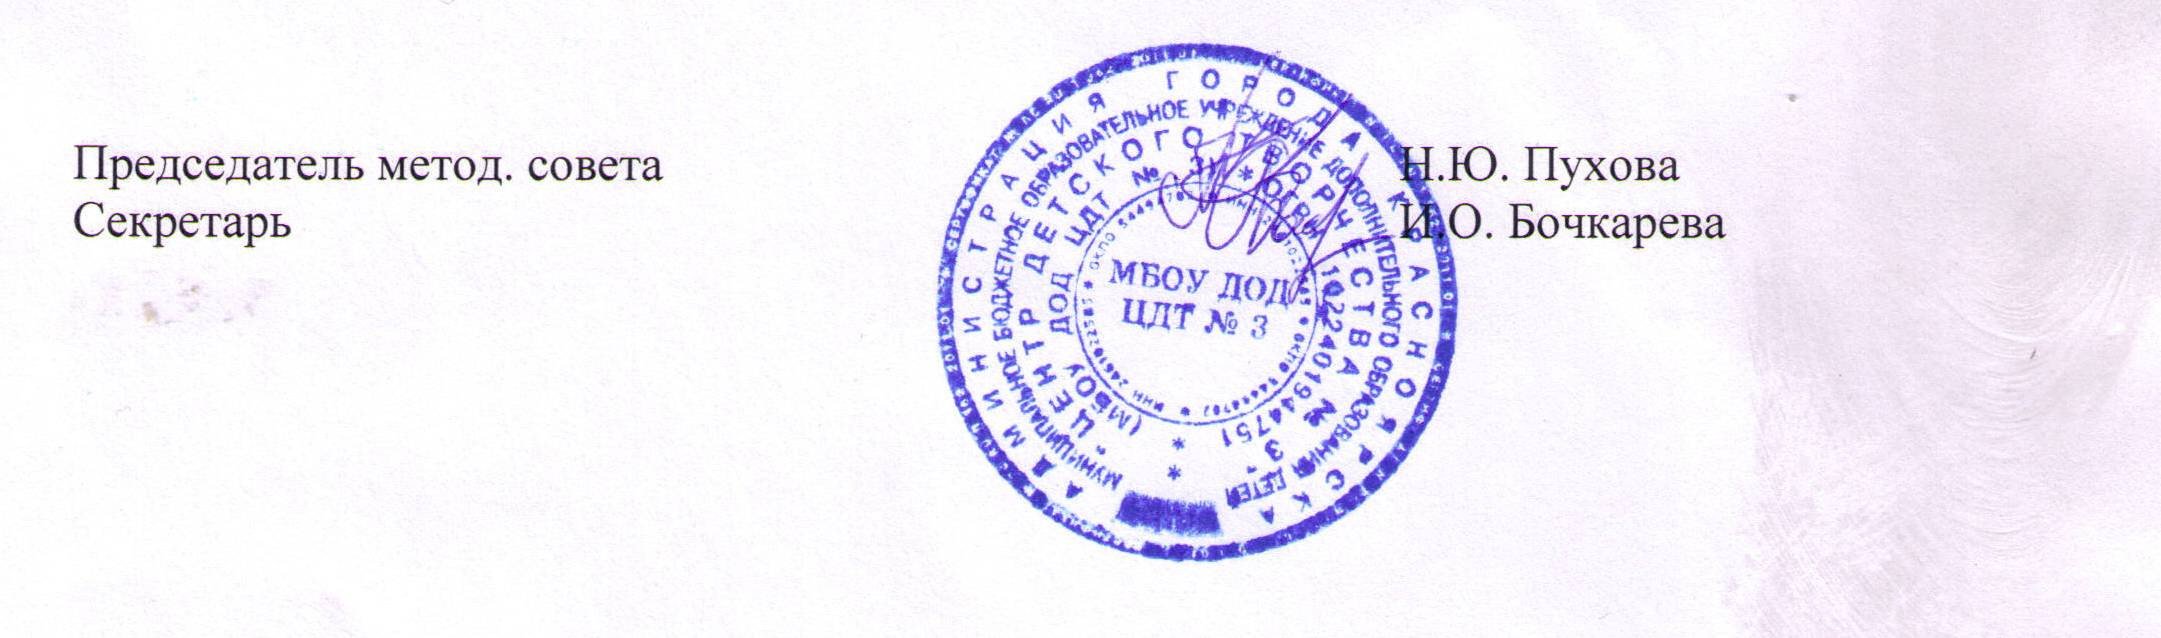 Председатель метод. совета
Н.Ю. Пухова
Секретарь
И.О. Бочкарева
АДМИНИСТРАЦИЯ ГОРОДА КРАСНОЯРСКА
МУНИЦИПАЛЬНОЕ БЮДЖЕТНОЕ ОБРАЗОВАТЕЛЬНОЕ УЧРЕЖДЕНИЕ ДОПОЛНИТЕЛЬНОГО ОБРАЗОВАНИЯ ДЕТЕЙ
"ЦЕНТР ДЕТСКОГО ТВОРЧЕСТВА № 3"
(МБОУ ДОД ЦДТ № 3) * ОГРН 1022401944751 *
МБОУ ДОД
ЦДТ № 3